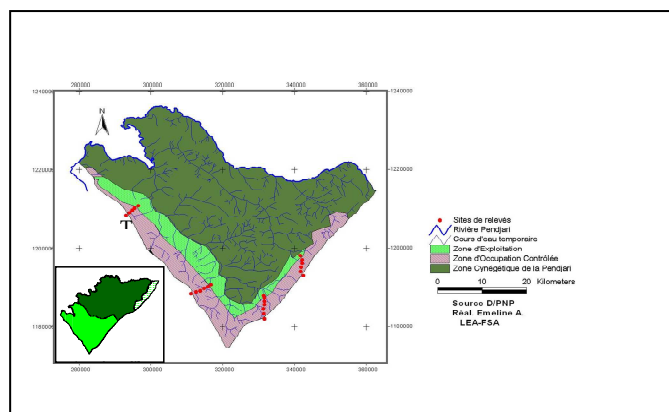 280000 300000 320000 340000 360000
1240000 1240000
N
1220000 1220000
T
1200000 1200000
1180000 1180000
280000 300000 320000 340000 360000
Sites de relevés
Rivière Pendjari
Cours d'eau temporaire
Zone d'Exploitation
Zone d'Occupation Contrôlée
Zone Cynégétique de la Pendjari
0 10 20 Kilometers
Source D/PNP
Réal. Emeline A.
LEA-FSA